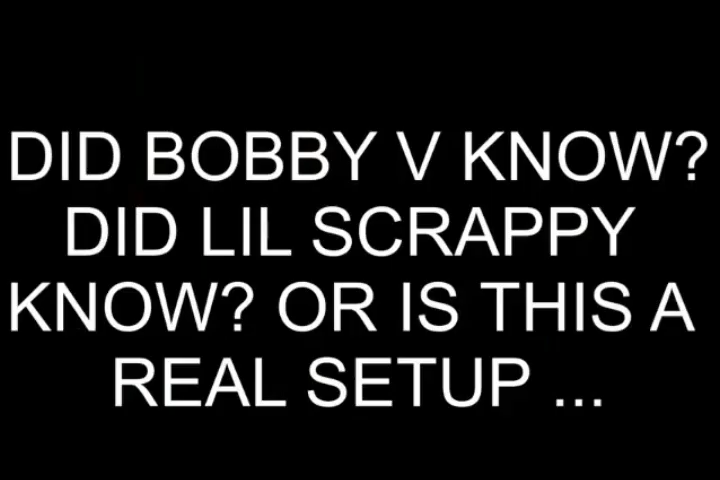 DID BOBBY V KNOW?
DID LIL SCRAPPY
KNOW? OR IS THIS A
REAL SETUP ...